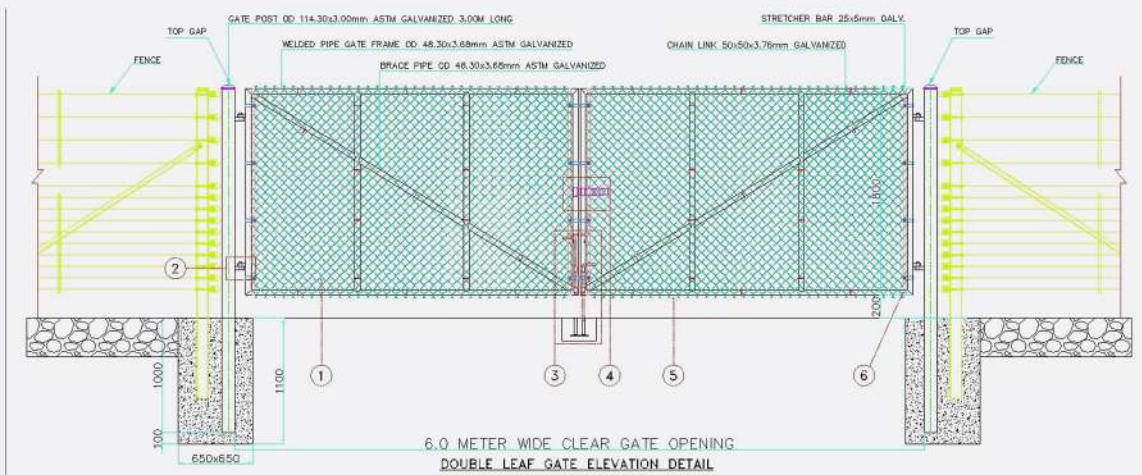 GATE POST OD 114.30x3.00mm ASTM GALVANIZED 3.00M LONG
STRETCHER BAR 25x5mm GALV.
TOP GAP
WELDED PIPE GATE FRAME OD 48.30x3.68mm ASTM GALVANIZED
CHAIN LINK 50x50x3.76mm GALVANIZED
TOP GAP
FENCE
BRACE PIPE OD 48.30x3.68mm ASTM GALVANIZED
FENCE
1800
2
200
1
3
4
5
6
1000
1100
100
650x650
6.0 METER WIDE CLEAR GATE OPENING
DOUBLE LEAF GATE ELEVATION DETAIL